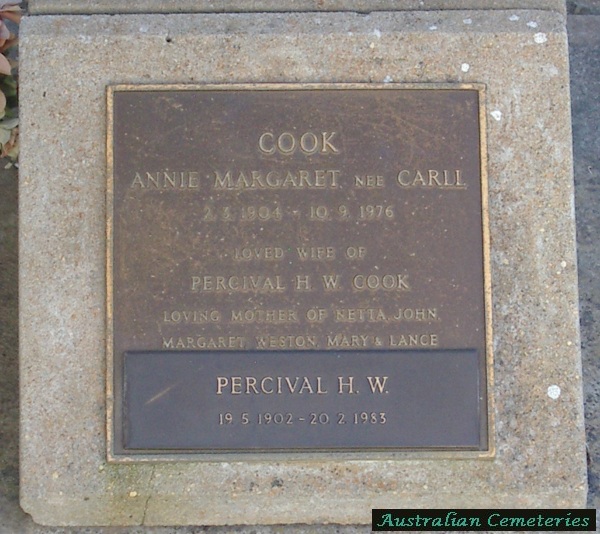 COOK
ANNIE MARGARET NEE CARLL
2.3.1904 - 10.9.1976
LOVED WIFE OF
PERCIVAL H. W. COOK
LOVING MOTHER OF NETTA, JOHN,
MARGARET, WESTON, MARY & LANCE
PERCIVAL H. W.
19.5.1902 - 20.2.1983
Australian Cemeteries